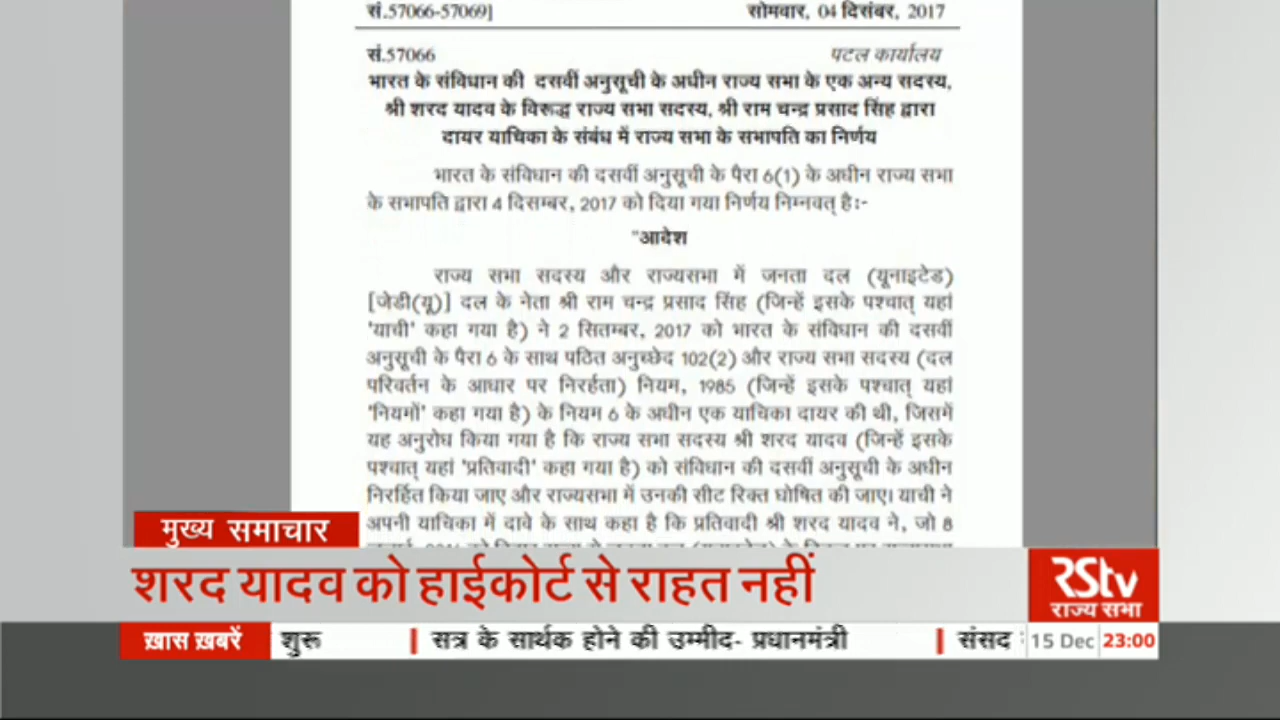 सं.57066-57069]
सोमवार, 04 दिसंबर, 2017
सं.57066
पटल कार्यालय
भारत के संविधान की दसवीं अनुसूची के अधीन राज्य सभा के एक अन्य सदस्य,
श्री शरद यादव के विरूद्ध राज्य सभा सदस्य, श्री राम चन्द्र प्रसाद सिंह द्वारा
दायर याचिका के संबंध में राज्य सभा के सभापति का निर्णय
भारत के संविधान की दसवीं अनुसूची के पैरा 6(1) के अधीन राज्य सभा
के सभापति द्वारा 4 दिसम्बर, 2017 को दिया गया निर्णय निम्नवत् है:-
"आदेश
राज्य सभा सदस्य और राज्यसभा में जनता दल (यूनाइटेड)
[जेडी(यू)] दल के नेता श्री राम चन्द्र प्रसाद सिंह (जिन्हें इसके पश्चात् यहां
'याची' कहा गया है) ने 2 सितम्बर, 2017 को भारत के संविधान की दसवीं
अनुसूची के पैरा 6 के साथ पठित अनुच्छेद 102(2) और राज्य सभा सदस्य (दल
परिवर्तन के आधार पर निरर्हता) नियम, 1985 (जिन्हें इसके पश्चात् यहां
'नियमों' कहा गया है) के नियम 6 के अधीन एक याचिका दायर की थी, जिसमें
यह अनुरोध किया गया है कि राज्य सभा सदस्य श्री शरद यादव (जिन्हें इसके
पश्चात् यहां 'प्रतिवादी' कहा गया है) को संविधान की दसवीं अनुसूची के अधीन
निरर्हित किया जाए और राज्यसभा में उनकी सीट रिक्त घोषित की जाए। याची ने
अपनी याचिका में दावे के साथ कहा है कि प्रतिवादी श्री शरद यादव ने, जो 8
मुख्य समाचार
शरद यादव को हाईकोर्ट से राहत नहीं
RStv
राज्य सभा
ख़ास ख़बरें
शुरू | सत्र के सार्थक होने की उम्मीद- प्रधानमंत्री | संसद
15 Dec 23:00